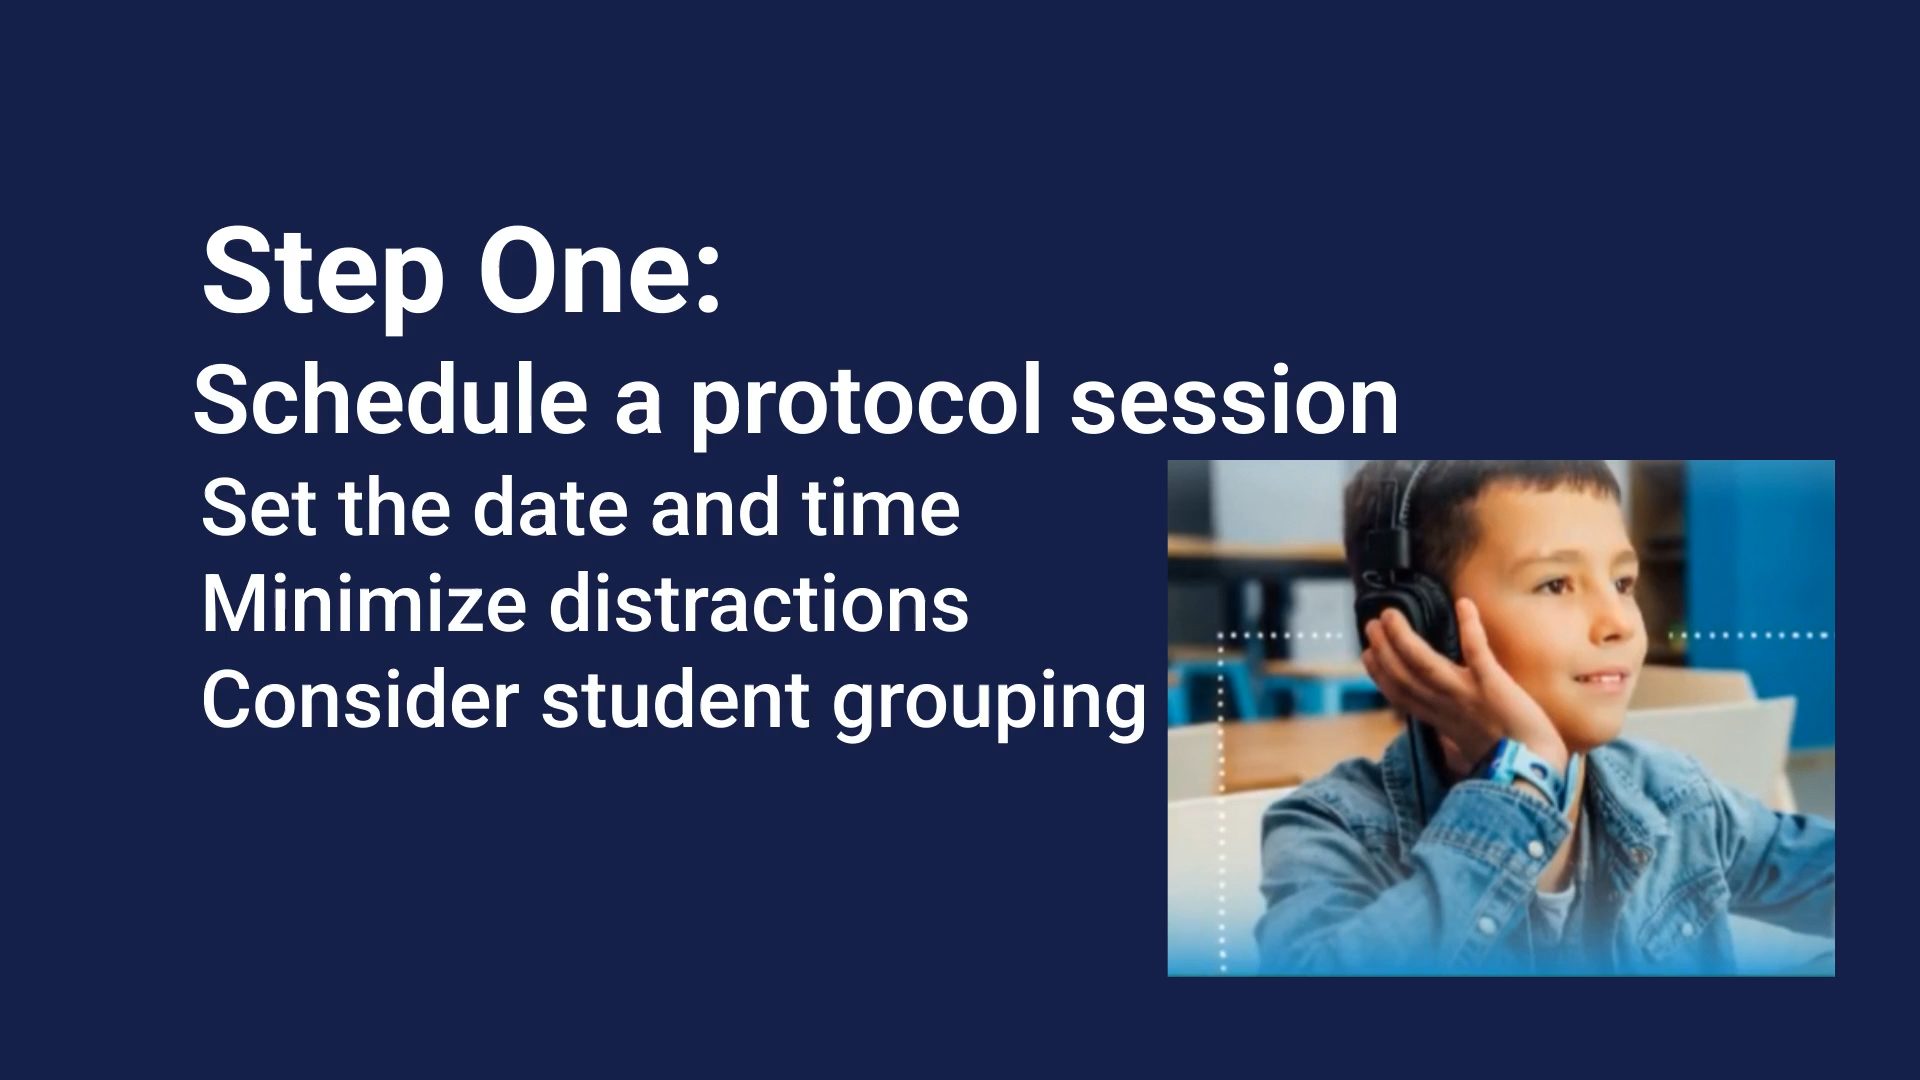 Step One:
Schedule a protocol session
Set the date and time
Minimize distractions
Consider student grouping